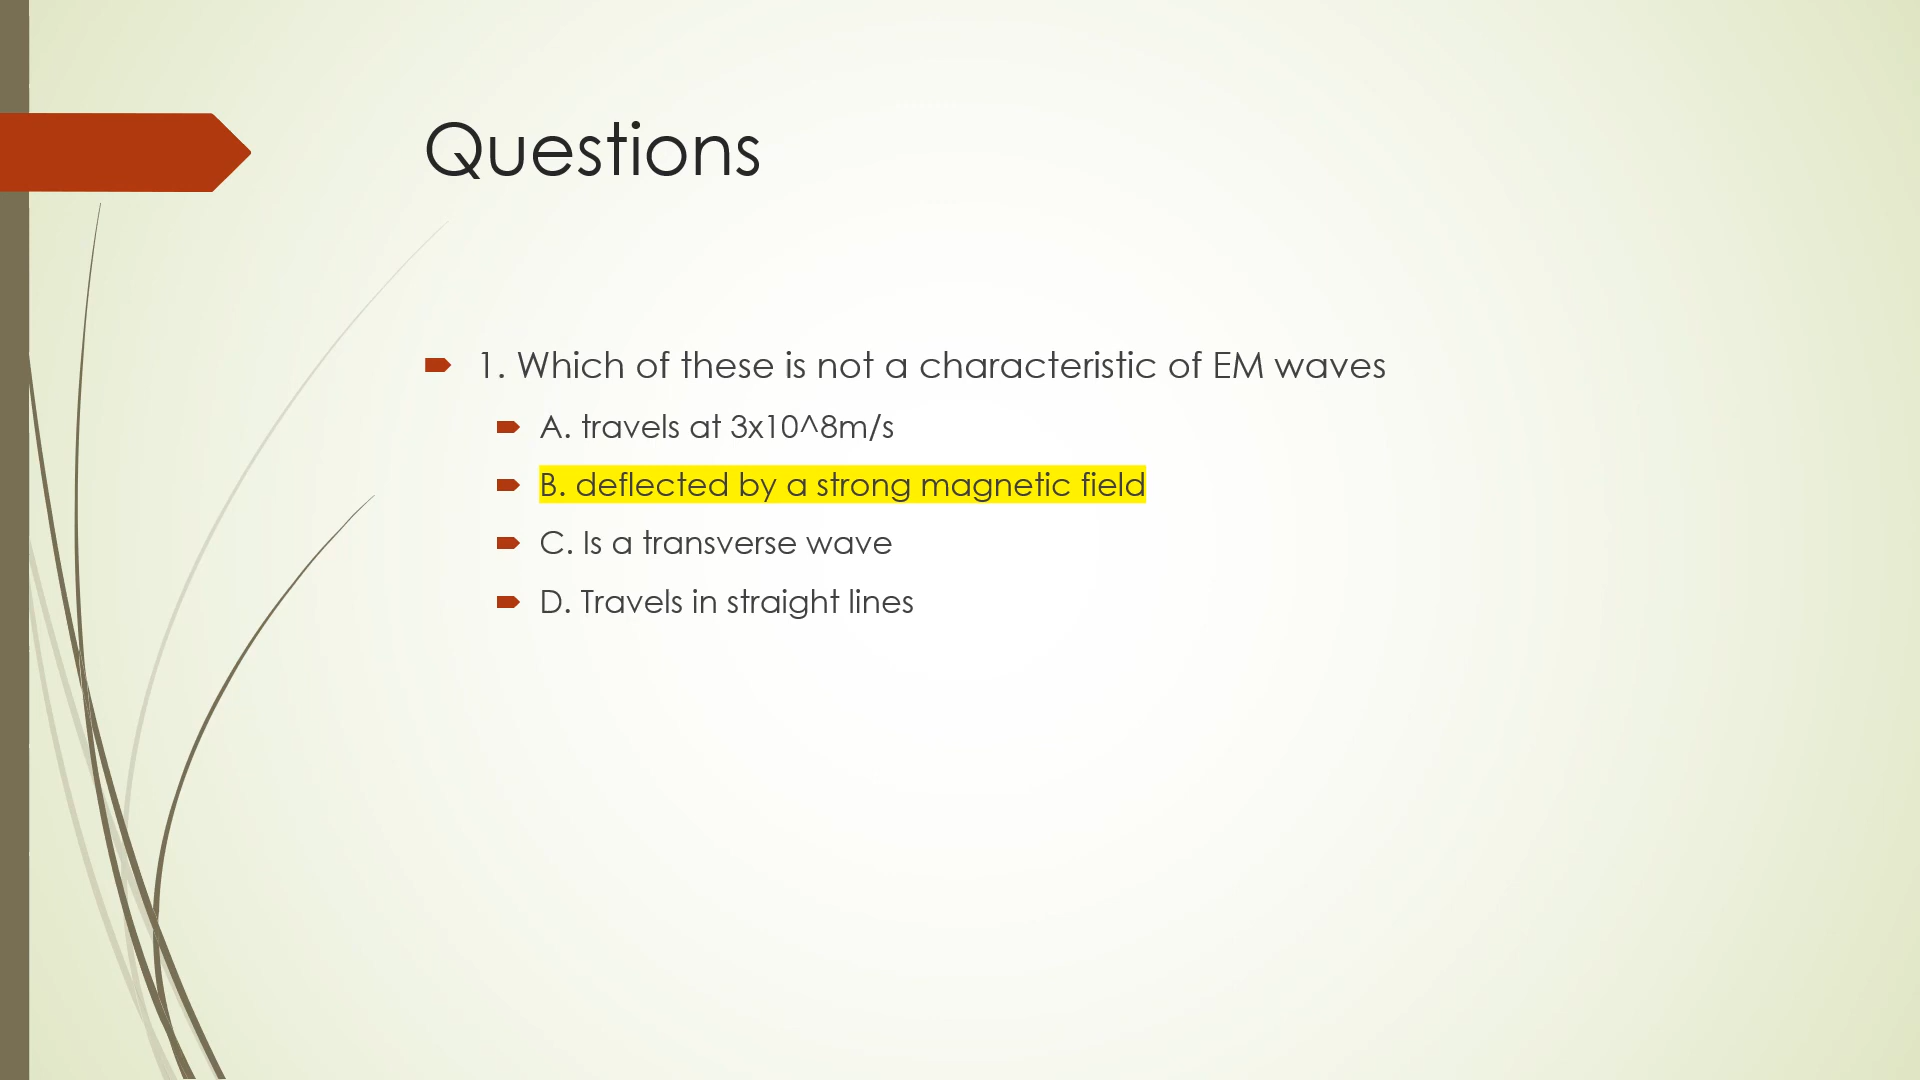 Questions
1. Which of these is not a characteristic of EM waves
A. travels at 3x10^8m/s
B. deflected by a strong magnetic field
C. Is a transverse wave
D. Travels in straight lines